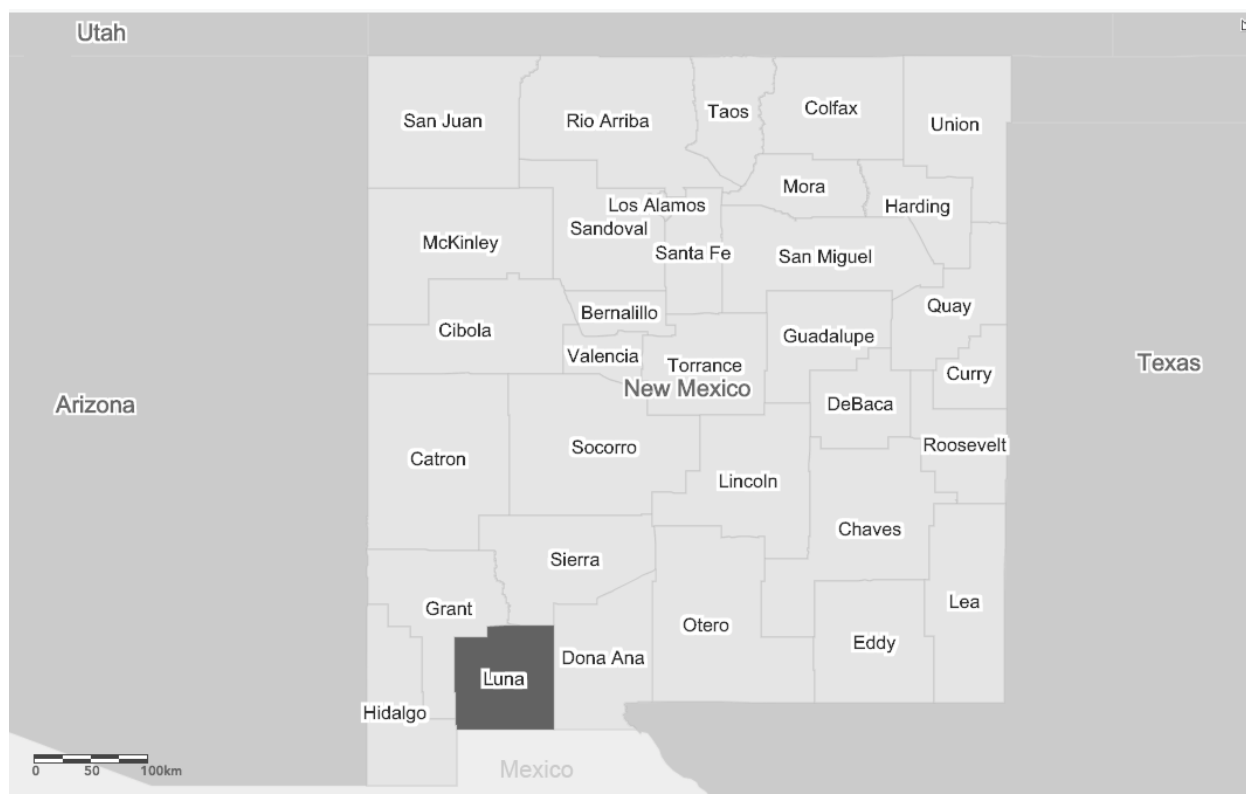 Utah
San Juan
Rio Arriba
Taos
Colfax
Union
Mora
Harding
Los Alamos
Sandoval
McKinley
Santa Fe
San Miguel
Quay
Bernalillo
Cibola
Guadalupe
Valencia
Torrance
Texas
Curry
New Mexico
Arizona
DeBaca
Roosevelt
Socorro
Catron
Lincoln
Chaves
Sierra
Lea
Grant
Otero
Eddy
Dona Ana
Luna
Hidalgo
Mexico
0 50 100km